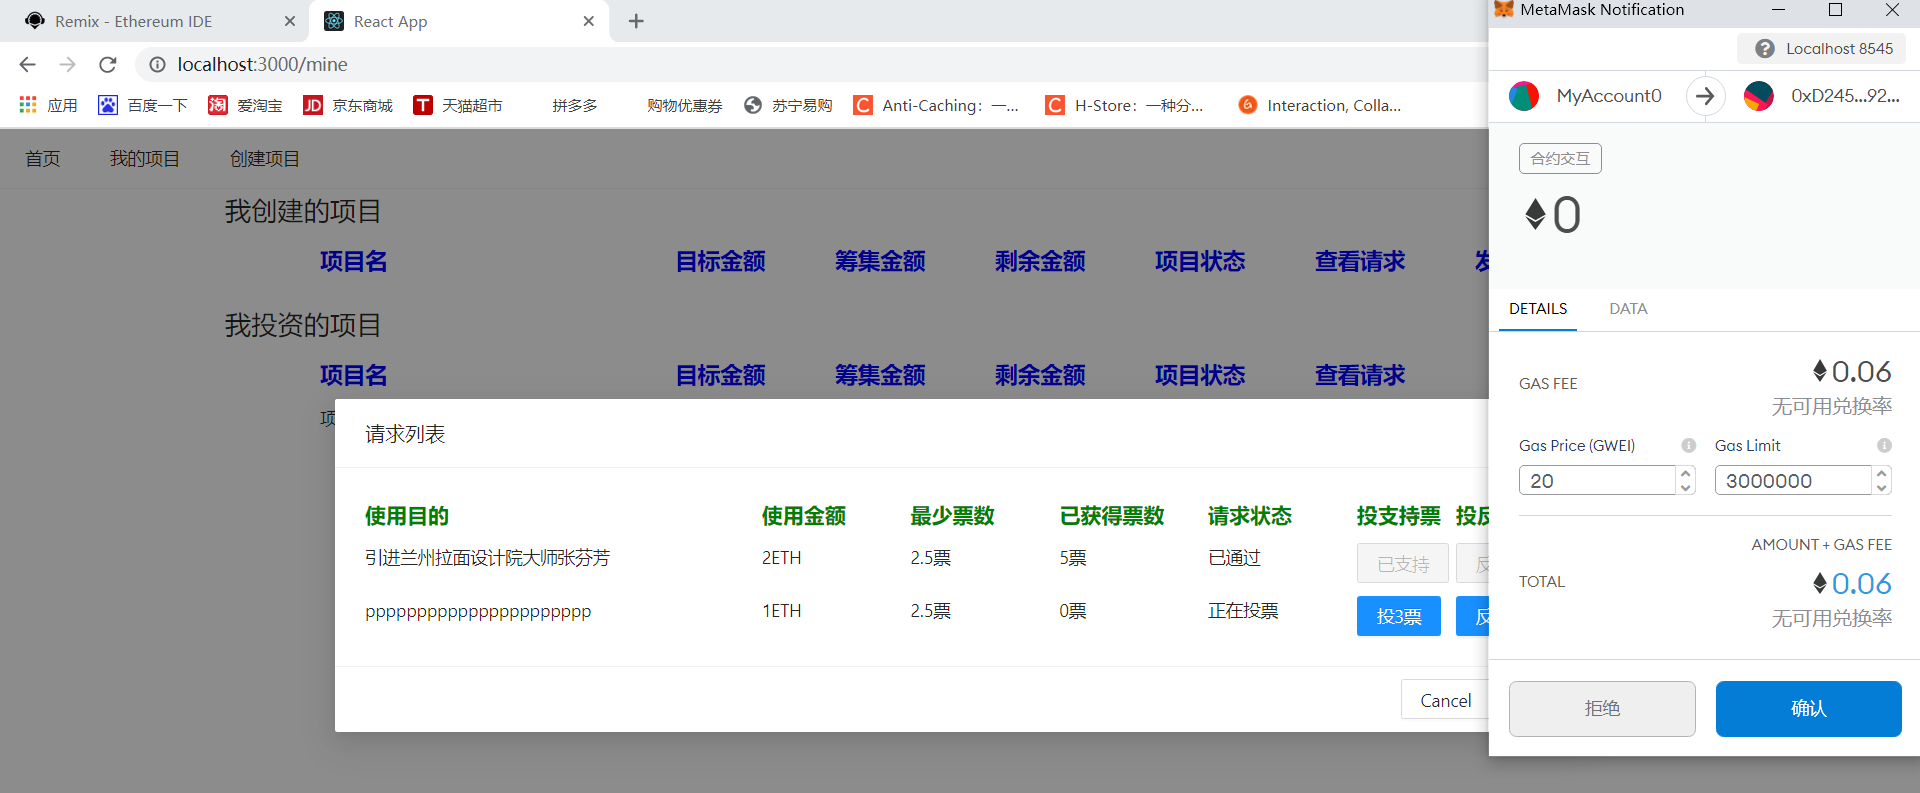 Remix - Ethereum IDE
React App
localhost:3000/mine
应用 百度一下 爱淘宝 京东商城 天猫超市 拼多多 购物优惠券 苏宁易购 Anti-Caching：一... H-Store：一种分... Interaction, Colla...
首页 我的项目 创建项目
我创建的项目
项目名 目标金额 筹集金额 剩余金额 项目状态 查看请求
我投资的项目
项目名 目标金额 筹集金额 剩余金额 项目状态 查看请求
项
请求列表
使用目的 使用金额 最少票数 已获得票数 请求状态 投支持票 投反
引进兰州拉面设计院大师张芬芳 2ETH 2.5票 5票 已通过 已支持 反
pppppppppppppppppppppp 1ETH 2.5票 0票 正在投票 投3票 反
Cancel
MetaMask Notification
Localhost 8545
MyAccount0 0xD245...92...
合约交互
0
DETAILS DATA
GAS FEE 0.06
无可用兑换率
Gas Price (GWEI) Gas Limit
20 3000000
AMOUNT + GAS FEE
TOTAL 0.06
无可用兑换率
拒绝 确认